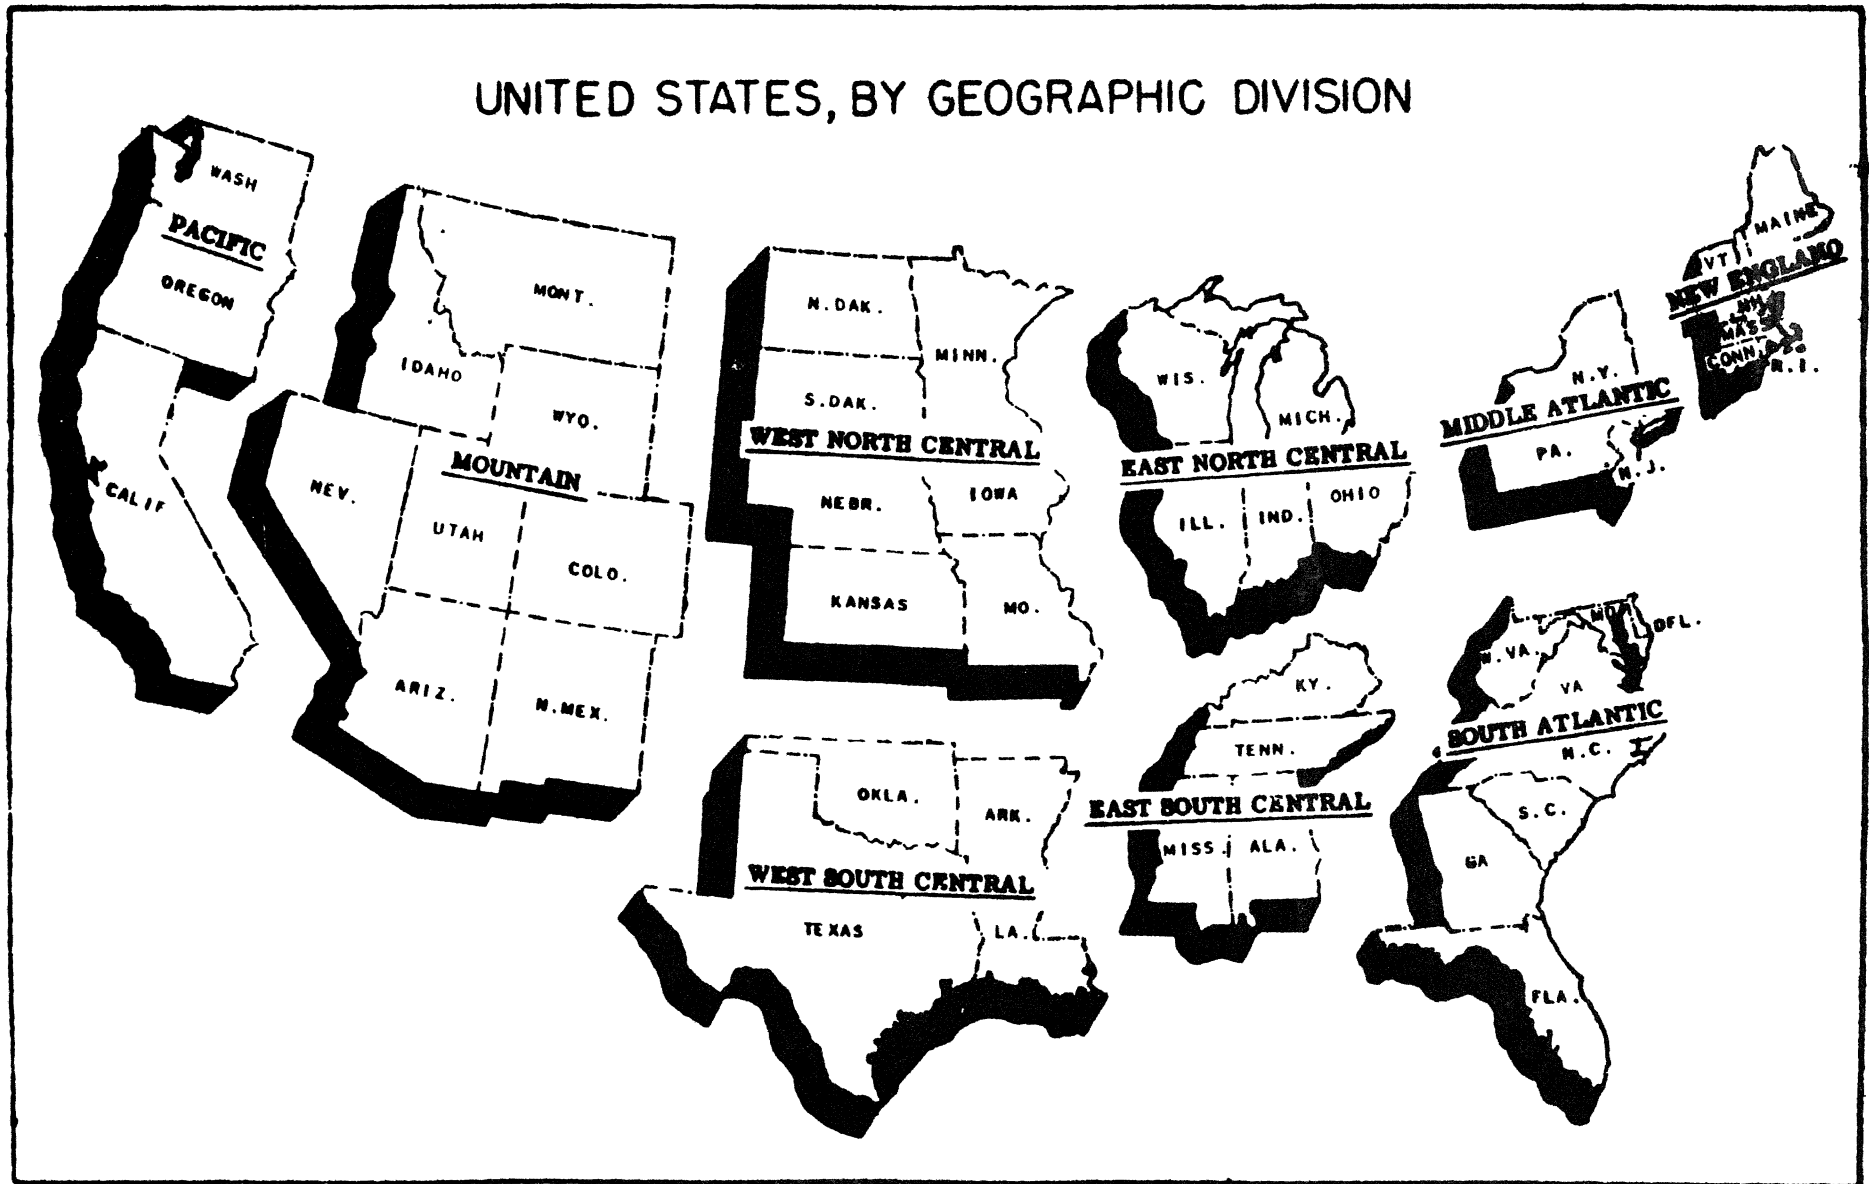 UNITED STATES, BY GEOGRAPHIC DIVISION
WASH
PACIFIC
OREGON
CALIF
MONT.
IDAHO
WYO.
MOUNTAIN
NEV.
UTAH
COLO.
ARIZ.
N.MEX.
N.DAK.
MINN.
S.DAK.
WEST NORTH CENTRAL
NEBR.
IOWA
KANSAS
MO.
WIS.
MICH.
EAST NORTH CENTRAL
ILL.
IND.
OHIO
N.Y.
MIDDLE ATLANTIC
PA.
N.J.
MAINE
VT
NEW ENGLAND
NH
MASS
CONN.
R.I.
OKLA.
ARK.
WEST SOUTH CENTRAL
TEXAS
LA.
KY.
TENN.
EAST SOUTH CENTRAL
MISS.
ALA.
MD
DFL.
W.VA.
VA
SOUTH ATLANTIC
N.C.
S.C.
GA
FLA.